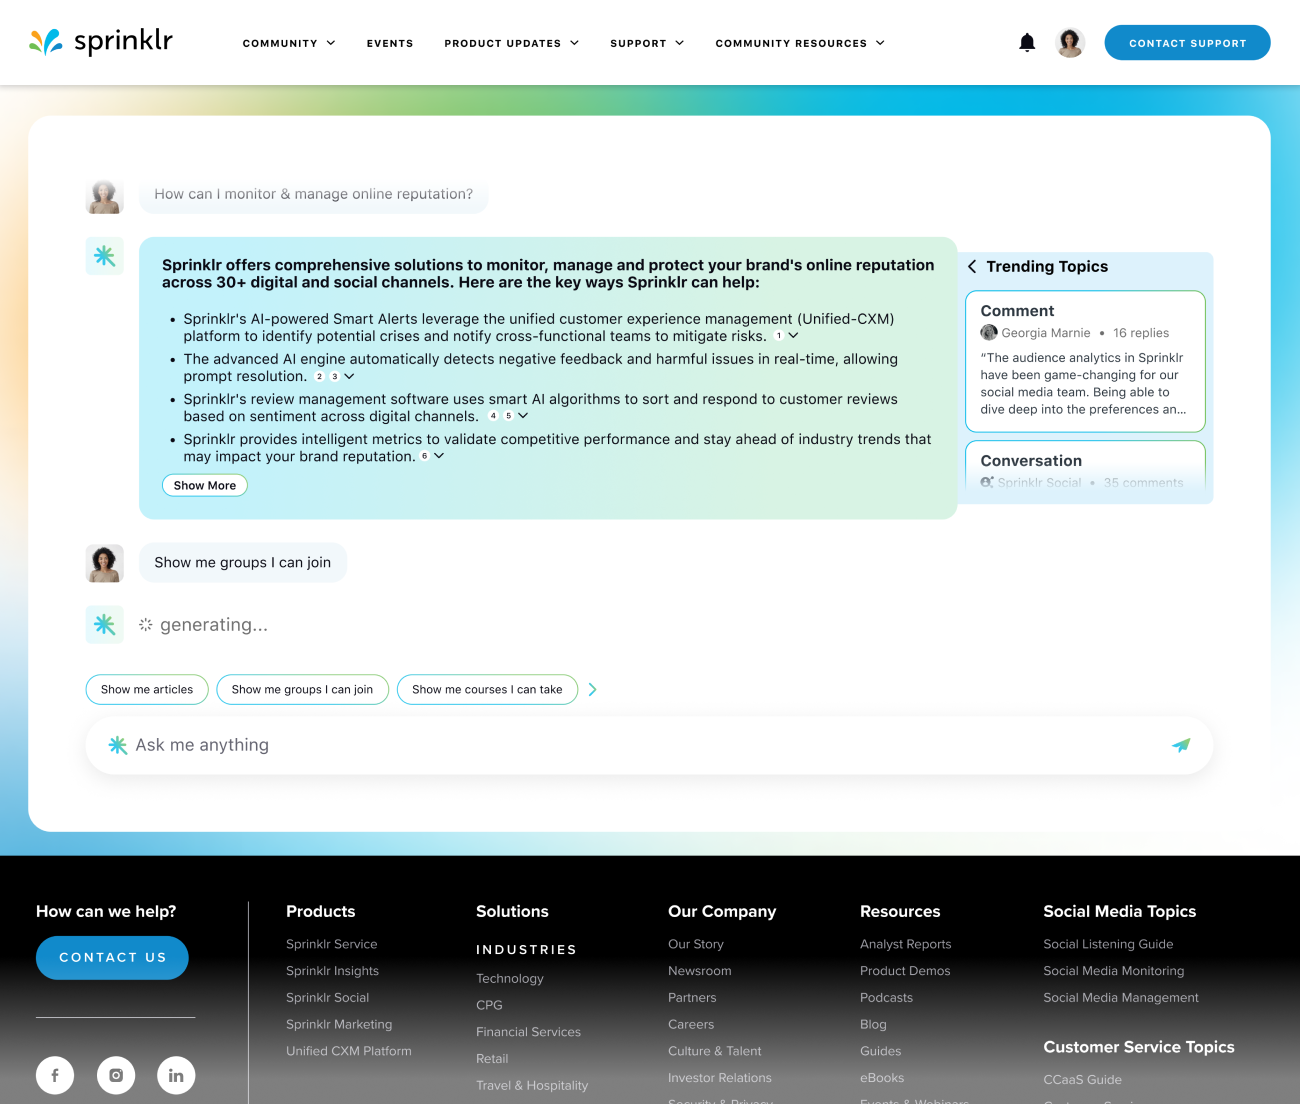 sprinklr
COMMUNITY
EVENTS
PRODUCT UPDATES
SUPPORT
COMMUNITY RESOURCES
CONTACT SUPPORT
How can I monitor & manage online reputation?
Sprinklr offers comprehensive solutions to monitor, manage and protect your brand's online reputation
across 30+ digital and social channels. Here are the key ways Sprinklr can help:
• Sprinklr's AI-powered Smart Alerts leverage the unified customer experience management (Unified-CXM)
platform to identify potential crises and notify cross-functional teams to mitigate risks. 1
• The advanced AI engine automatically detects negative feedback and harmful issues in real-time, allowing
prompt resolution. 2 3
• Sprinklr's review management software uses smart AI algorithms to sort and respond to customer reviews
based on sentiment across digital channels. 4 5
• Sprinklr provides intelligent metrics to validate competitive performance and stay ahead of industry trends that
may impact your brand reputation. 6
Show More
Trending Topics
Comment
Georgia Marnie • 16 replies
“The audience analytics in Sprinklr
have been game-changing for our
social media team. Being able to
dive deep into the preferences an...
Conversation
Sprinklr Social • 35 comments
Show me groups I can join
generating...
Show me articles
Show me groups I can join
Show me courses I can take
Ask me anything
How can we help?
CONTACT US
Products
Sprinklr Service
Sprinklr Insights
Sprinklr Social
Sprinklr Marketing
Unified CXM Platform
Solutions
INDUSTRIES
Technology
CPG
Financial Services
Retail
Travel & Hospitality
Our Company
Our Story
Newsroom
Partners
Careers
Culture & Talent
Investor Relations
Security & Privacy
Resources
Analyst Reports
Product Demos
Podcasts
Blog
Guides
eBooks
Events & Webinars
Social Media Topics
Social Listening Guide
Social Media Monitoring
Social Media Management
Customer Service Topics
CCaaS Guide